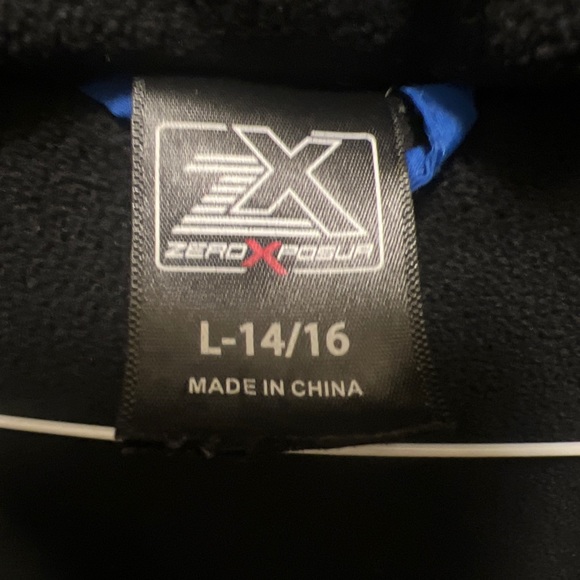 ZX
ZEROXPOSUR
L-14/16
MADE IN CHINA